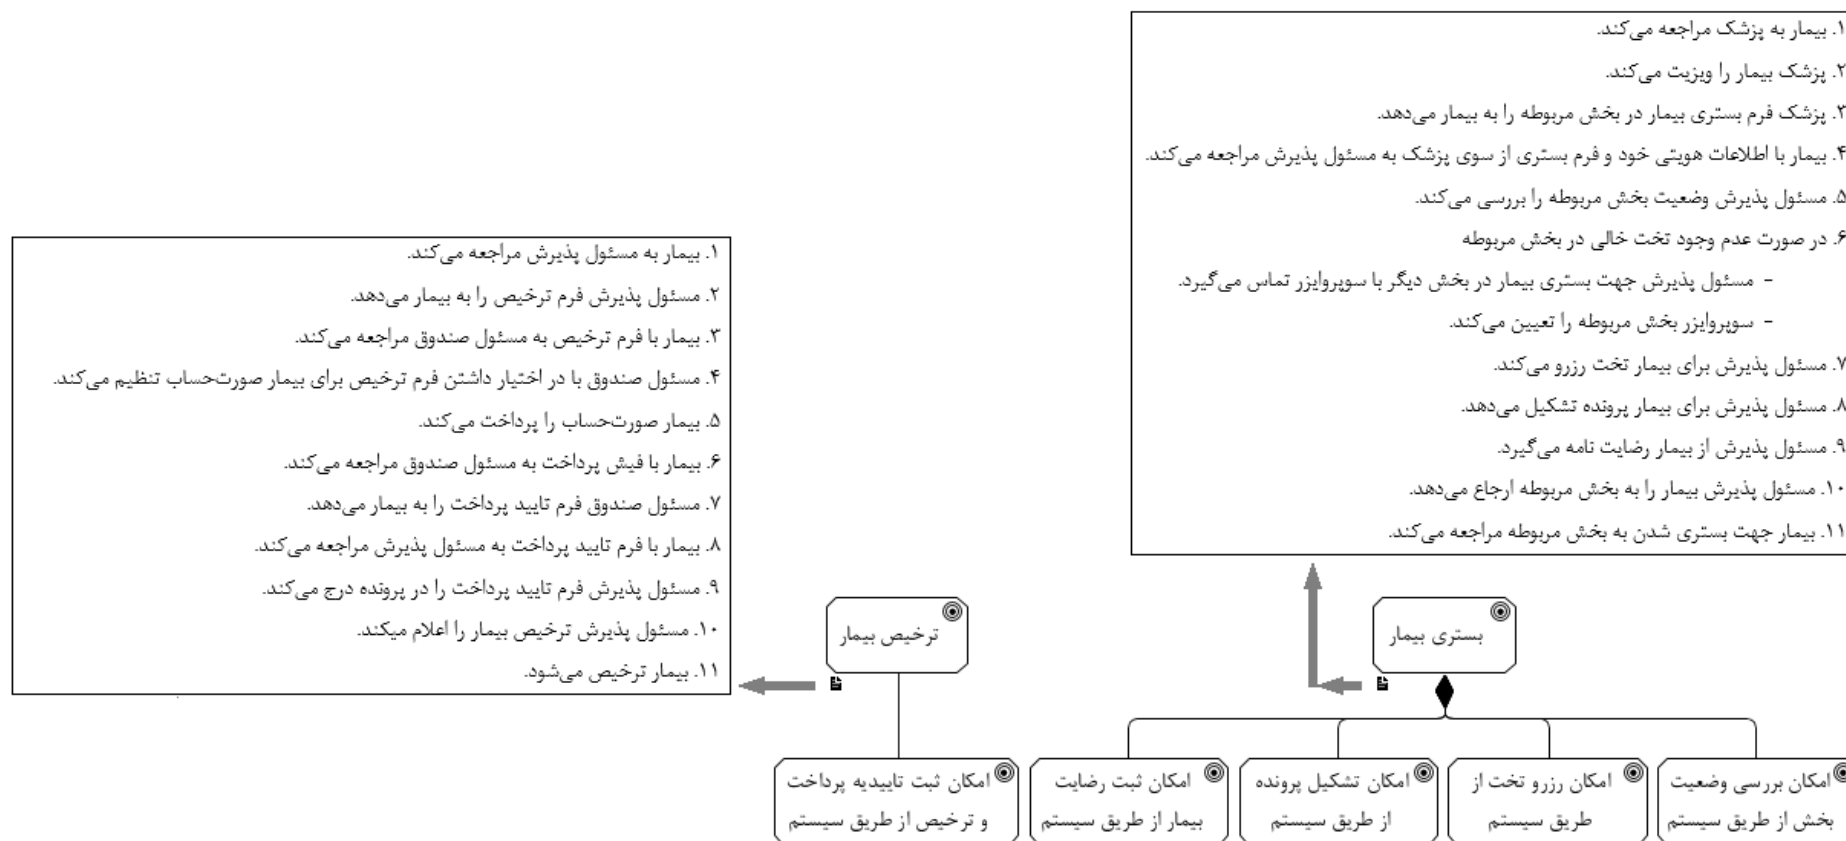 ۱. بیمار به پزشک مراجعه می‌کند.
۲. پزشک بیمار را ویزیت می‌کند.
۳. پزشک فرم بستری بیمار در بخش مربوطه را به بیمار می‌دهد.
۴. بیمار با اطلاعات هویتی خود و فرم بستری از سوی پزشک به مسئول پذیرش مراجعه می‌کند.
۵. مسئول پذیرش وضعیت بخش مربوطه را بررسی می‌کند.
۶. در صورت عدم وجود تخت خالی در بخش مربوطه
- مسئول پذیرش جهت بستری بیمار در بخش دیگر با سوپروایزر تماس می‌گیرد.
- سوپروایزر بخش مربوطه را تعیین می‌کند.
۷. مسئول پذیرش برای بیمار تخت رزرو می‌کند.
۸. مسئول پذیرش برای بیمار پرونده تشکیل می‌دهد.
۹. مسئول پذیرش از بیمار رضایت نامه می‌گیرد.
۱۰. مسئول پذیرش بیمار را به بخش مربوطه ارجاع می‌دهد.
۱۱. بیمار جهت بستری شدن به بخش مربوطه مراجعه می‌کند.
۱. بیمار به مسئول پذیرش مراجعه می‌کند.
۲. مسئول پذیرش فرم ترخیص را به بیمار می‌دهد.
۳. بیمار با فرم ترخیص به مسئول صندوق مراجعه می‌کند.
۴. مسئول صندوق با در اختیار داشتن فرم ترخیص برای بیمار صورت‌حساب تنظیم می‌کند.
۵. بیمار صورت‌حساب را پرداخت می‌کند.
۶. بیمار با فیش پرداخت به مسئول صندوق مراجعه می‌کند.
۷. مسئول صندوق فرم تایید پرداخت را به بیمار می‌دهد.
۸. بیمار با فرم تایید پرداخت به مسئول پذیرش مراجعه می‌کند.
۹. مسئول پذیرش فرم تایید پرداخت را در پرونده درج می‌کند.
۱۰. مسئول پذیرش ترخیص بیمار را اعلام میکند.
۱۱. بیمار ترخیص می‌شود.
بستری بیمار
ترخیص بیمار
امکان بررسی وضعیت
بخش از طریق سیستم
امکان رزرو تخت از
طریق سیستم
امکان تشکیل پرونده
از طریق سیستم
امکان ثبت رضایت
بیمار از طریق سیستم
امکان ثبت تاییدیه پرداخت
و ترخیص از طریق سیستم